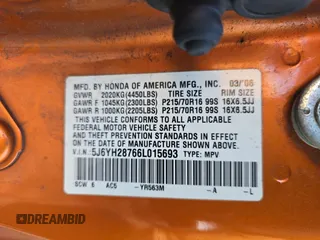 MFD. BY HONDA OF AMERICA MFG., INC. 03/'06
GVWR 2020KG(4450LBS) TIRE SIZE RIM SIZE
GAWR F 1045KG(2300LBS) P215/70R16 99S 16X6.5JJ
GAWR R 1000KG(2205LBS) P215/70R16 99S 16X6.5JJ
THIS VEHICLE CONFORMS TO ALL APPLICABLE
FEDERAL MOTOR VEHICLE SAFETY STANDARDS
IN EFFECT ON THE DATE OF MANUFACTURE
SHOWN ABOVE.
V.I.N: 5J6YH28766L015693 TYPE: MPV
SCW 6 AC5 YR563M -A -L
DREAMBID